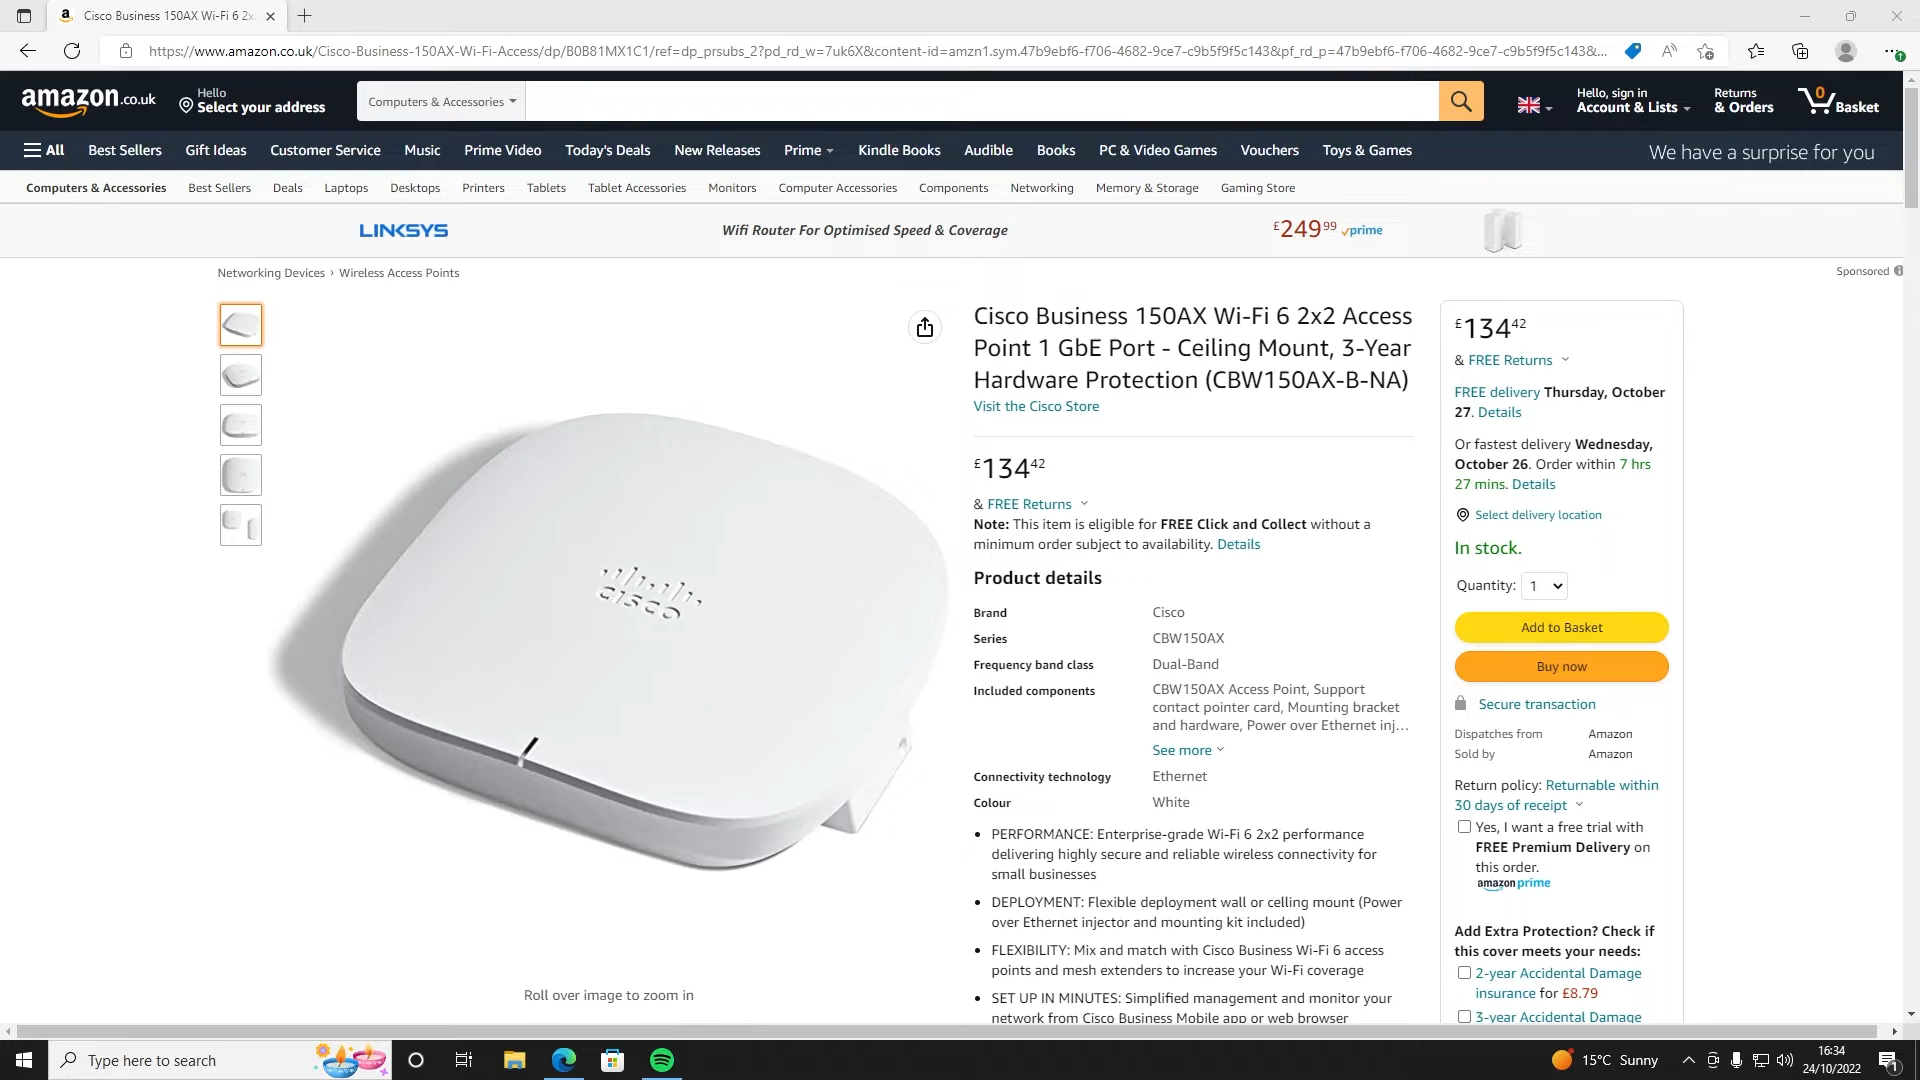 Cisco Business 150AX Wi-Fi 6 2x
https://www.amazon.co.uk/Cisco-Business-150AX-Wi-Fi-Access/dp/B0B81MX1C1/ref=dp_prsubs_2?pd_rd_w=7uk6X&content-id=amzn1.sym.47b9ebf6-f706-4682-9ce7-c9b5f9f5c143&pf_rd_p=47b9ebf6-f706-4682-9ce7-c9b5f9f5c143&...
amazon.co.uk
Hello
Select your address
Computers & Accessories
Hello, sign in
Account & Lists
Returns
& Orders
0
Basket
All Best Sellers Gift Ideas Customer Service Music Prime Video Today's Deals New Releases Prime Kindle Books Audible Books PC & Video Games Vouchers Toys & Games We have a surprise for you
Computers & Accessories Best Sellers Deals Laptops Desktops Printers Tablets Tablet Accessories Monitors Computer Accessories Components Networking Memory & Storage Gaming Store
LINKSYS Wifi Router For Optimised Speed & Coverage £249 99 prime
Networking Devices › Wireless Access Points
Sponsored
cisco
Roll over image to zoom in
Cisco Business 150AX Wi-Fi 6 2x2 Access
Point 1 GbE Port - Ceiling Mount, 3-Year
Hardware Protection (CBW150AX-B-NA)
Visit the Cisco Store
£134 42
& FREE Returns
Note: This item is eligible for FREE Click and Collect without a
minimum order subject to availability. Details
Product details
Brand Cisco
Series CBW150AX
Frequency band class Dual-Band
Included components CBW150AX Access Point, Support
contact pointer card, Mounting bracket
and hardware, Power over Ethernet inj...
See more
Connectivity technology Ethernet
Colour White
• PERFORMANCE: Enterprise-grade Wi-Fi 6 2x2 performance
delivering highly secure and reliable wireless connectivity for
small businesses
• DEPLOYMENT: Flexible deployment wall or celling mount (Power
over Ethernet injector and mounting kit included)
• FLEXIBILITY: Mix and match with Cisco Business Wi-Fi 6 access
points and mesh extenders to increase your Wi-Fi coverage
• SET UP IN MINUTES: Simplified management and monitor your
network from Cisco Business Mobile app or web browser
£134 42
& FREE Returns
FREE delivery Thursday, October
27. Details
Or fastest delivery Wednesday,
October 26. Order within 7 hrs
27 mins. Details
Select delivery location
In stock.
Quantity: 1
Add to Basket
Buy now
Secure transaction
Dispatches from Amazon
Sold by Amazon
Return policy: Returnable within
30 days of receipt
Yes, I want a free trial with
FREE Premium Delivery on
this order.
amazon prime
Add Extra Protection? Check if
this cover meets your needs:
2-year Accidental Damage
insurance for £8.79
3-year Accidental Damage
Type here to search
15°C Sunny
16:34
24/10/2022
1